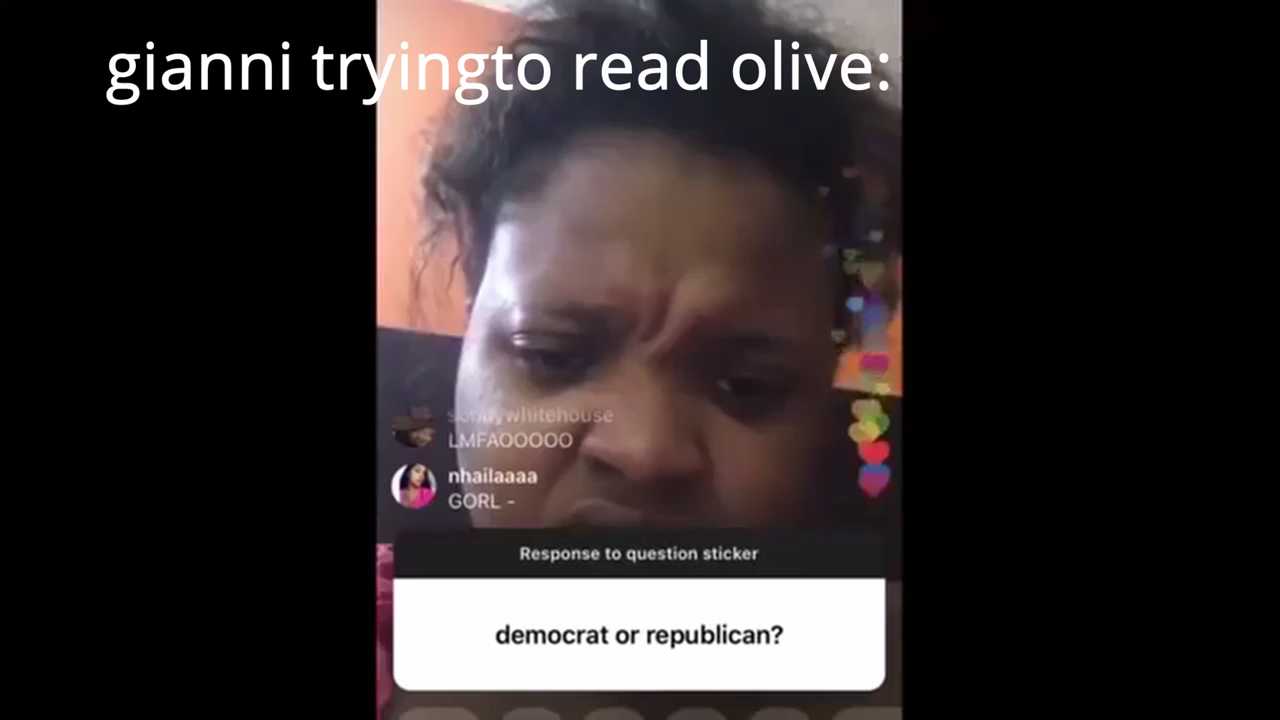 gianni tryingto read olive:
LMFAOOOOO
nhailaaaa
GORL -
Response to question sticker
democrat or republican?